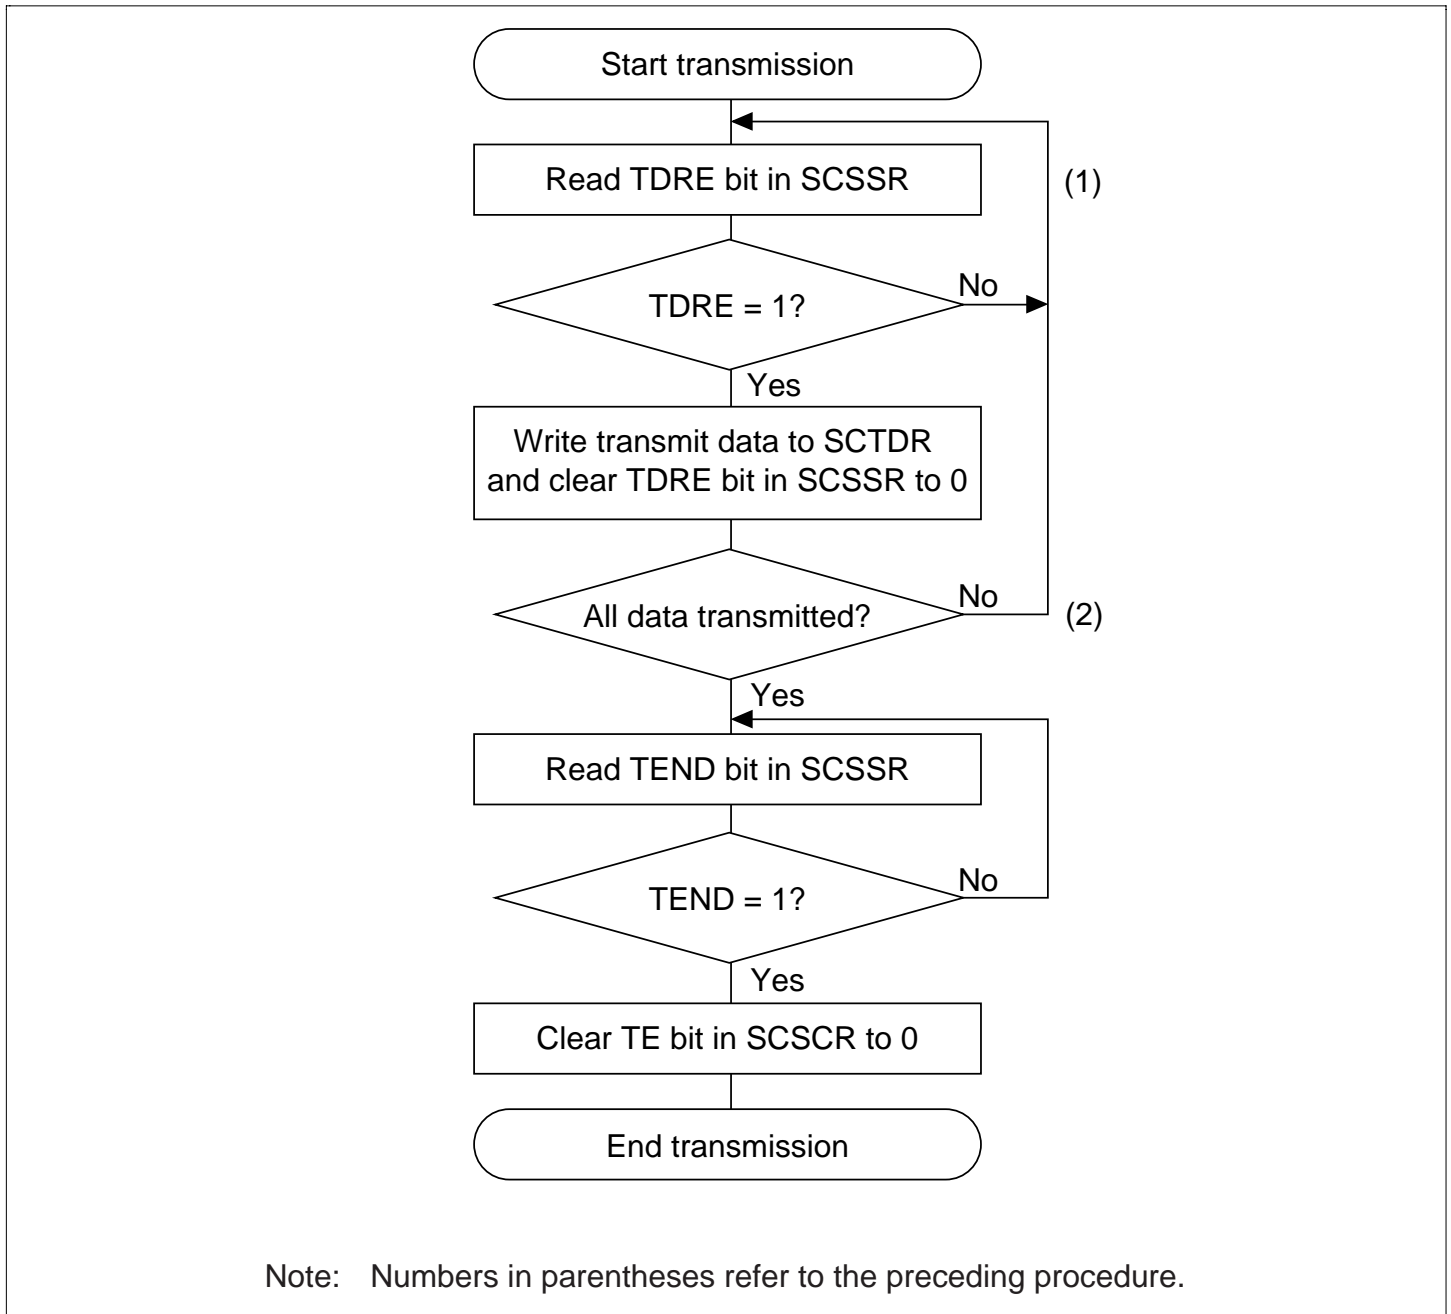 Start transmission
Read TDRE bit in SCSSR
(1)
TDRE = 1?
No
Yes
Write transmit data to SCTDR
and clear TDRE bit in SCSSR to 0
All data transmitted?
No
(2)
Yes
Read TEND bit in SCSSR
TEND = 1?
No
Yes
Clear TE bit in SCSCR to 0
End transmission
Note: Numbers in parentheses refer to the preceding procedure.